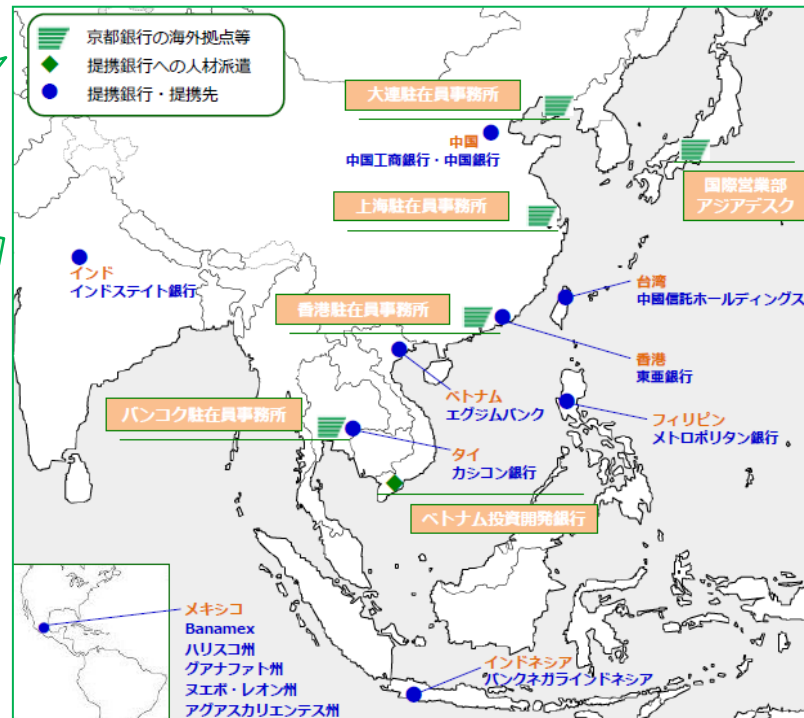 京都銀行の海外拠点等
提携銀行への人材派遣
提携銀行・提携先
大連駐在員事務所
中国
中国工商銀行・中国銀行
国際営業部
アジアデスク
上海駐在員事務所
インド
インドステイト銀行
台湾
中國信託ホールディングス
香港駐在員事務所
香港
東亜銀行
ベトナム
エグジムバンク
バンコク駐在員事務所
フィリピン
メトロポリタン銀行
タイ
カシコン銀行
ベトナム投資開発銀行
メキシコ
Banamex
ハリスコ州
グアナファト州
ヌエボ・レオン州
アグアスカリエンテス州
インドネシア
バンクネガラインドネシア